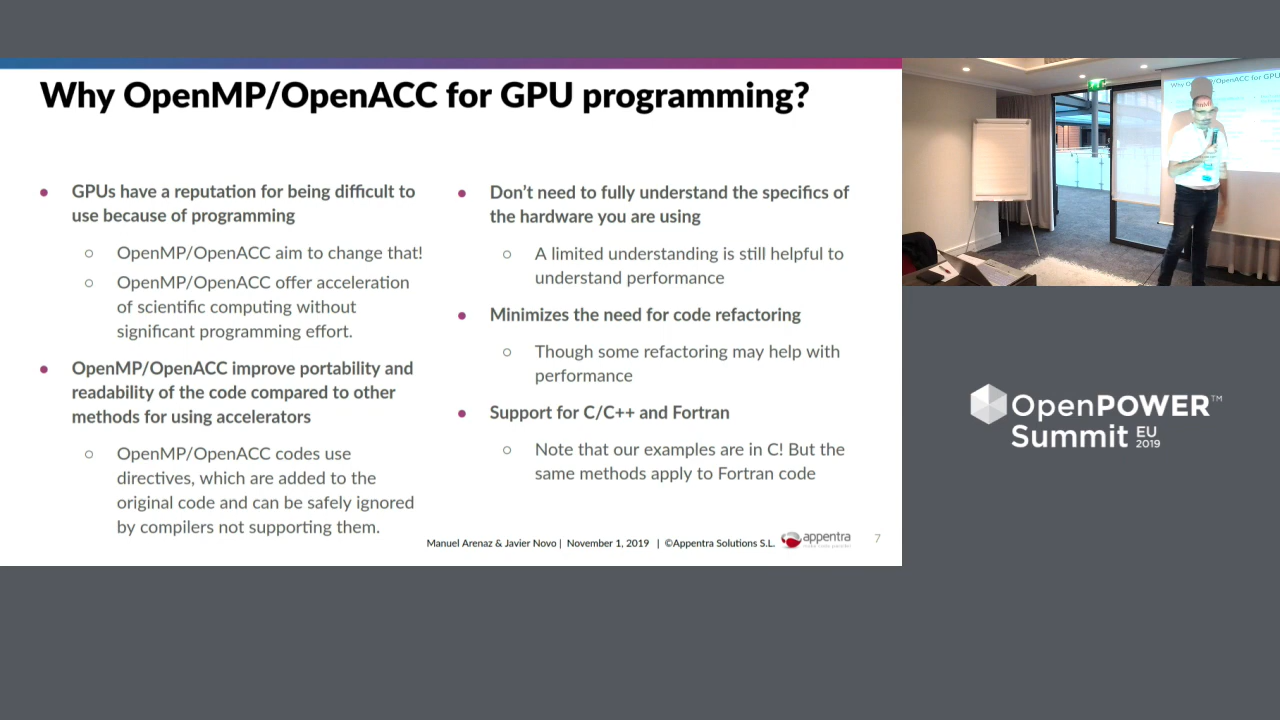 Why OpenMP/OpenACC for GPU programming?
● GPUs have a reputation for being difficult to
use because of programming
○ OpenMP/OpenACC aim to change that!
○ OpenMP/OpenACC offer acceleration
of scientific computing without
significant programming effort.
● OpenMP/OpenACC improve portability and
readability of the code compared to other
methods for using accelerators
○ OpenMP/OpenACC codes use
directives, which are added to the
original code and can be safely ignored
by compilers not supporting them.
● Don’t need to fully understand the specifics of
the hardware you are using
○ A limited understanding is still helpful to
understand performance
● Minimizes the need for code refactoring
○ Though some refactoring may help with
performance
● Support for C/C++ and Fortran
○ Note that our examples are in C! But the
same methods apply to Fortran code
Manuel Arenaz & Javier Novo | November 1, 2019 | ©Appentra Solutions S.L.
appentra
7
Why OpenMP/OpenACC for GPU
OpenPOWER™
Summit EU
2019